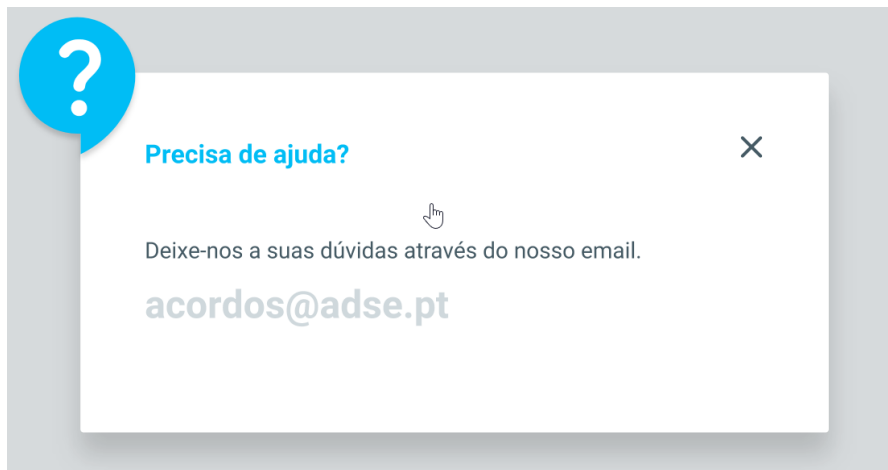 ?
Precisa de ajuda?
Deixe-nos a suas dúvidas através do nosso email.
acordos@adse.pt